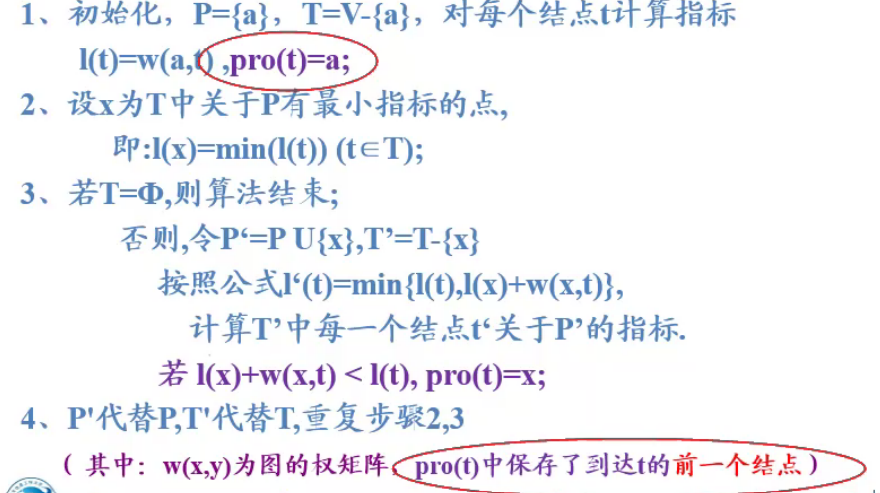 1、初始化，P={a}，T=V-{a}，对每个结点t计算指标
l(t)=w(a,t) ,pro(t)=a;
2、设x为T中关于P有最小指标的点,
即:l(x)=min(l(t)) (t∈T);
3、若T=Φ,则算法结束;
否则,令P‘=P U{x},T’=T-{x}
按照公式l‘(t)=min{l(t),l(x)+w(x,t)},
计算T’中每一个结点t‘关于P’的指标.
若 l(x)+w(x,t) < l(t), pro(t)=x;
4、P'代替P,T'代替T,重复步骤2,3
（ 其中：w(x,y)为图的权矩阵，pro(t)中保存了到达t的前一个结点）